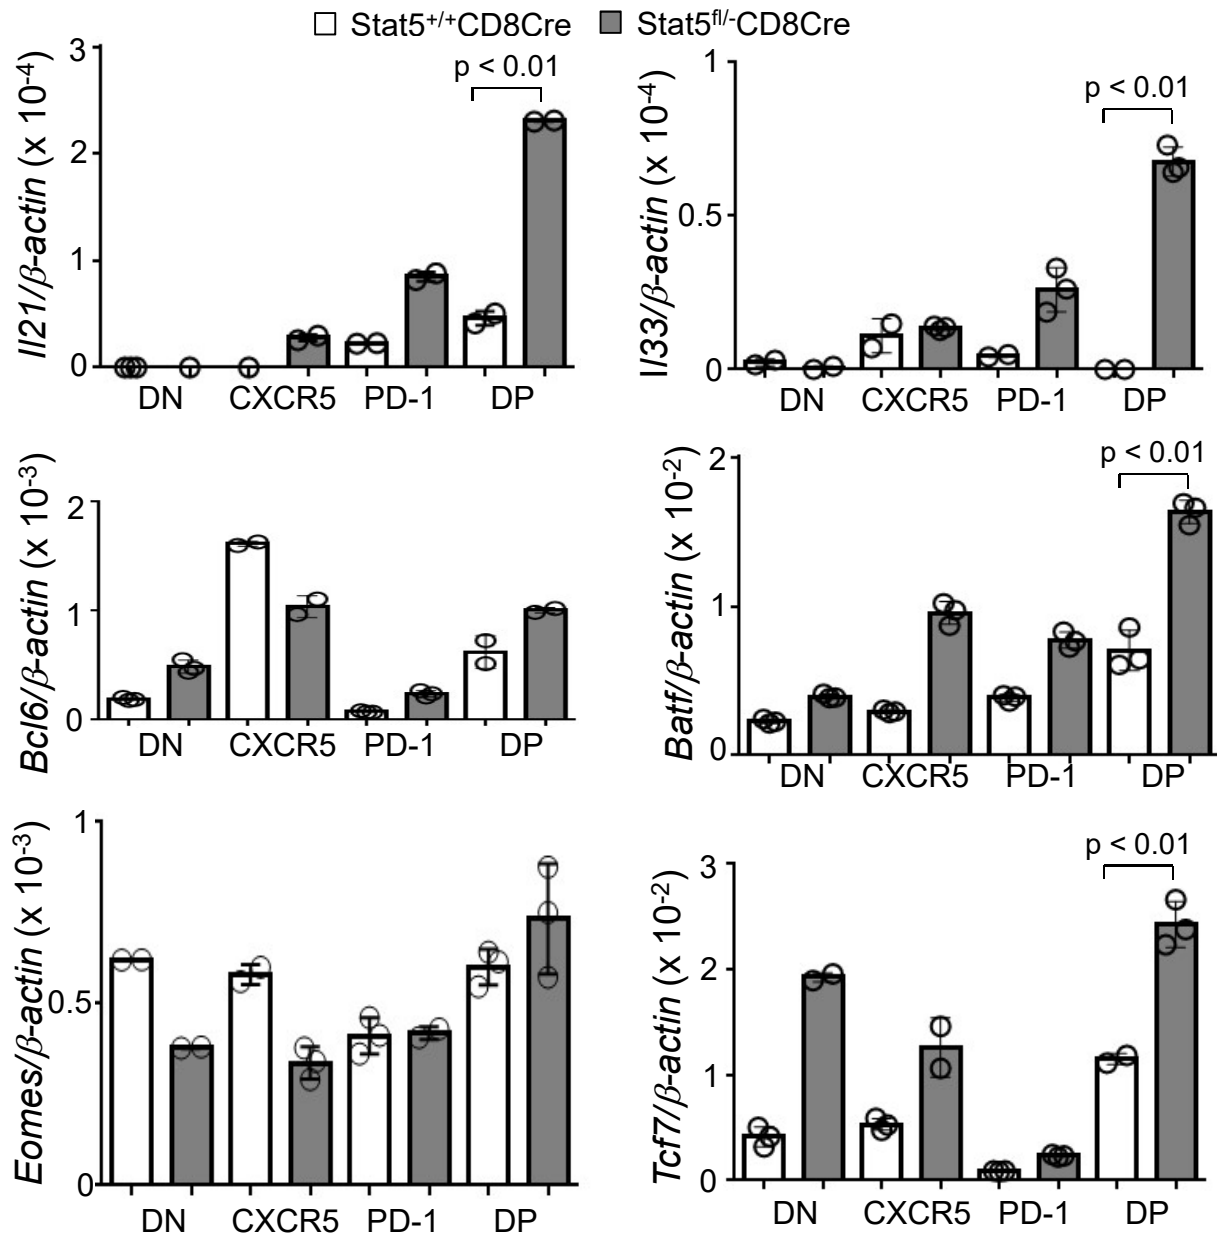 Stat5+/+CD8Cre Stat5fl/-CD8Cre
Il21/β-actin (x 10-4)
3
2
1
0
p < 0.01
DN CXCR5 PD-1 DP
Il33/β-actin (x 10-4)
1
0.5
0
p < 0.01
DN CXCR5 PD-1 DP
Bcl6/β-actin (x 10-3)
2
1
0
DN CXCR5 PD-1 DP
Batf/β-actin (x 10-2)
2
1
0
p < 0.01
DN CXCR5 PD-1 DP
Eomes/β-actin (x 10-3)
1
0.5
0
DN CXCR5 PD-1 DP
Tcf7/β-actin (x 10-2)
3
2
1
0
p < 0.01
DN CXCR5 PD-1 DP